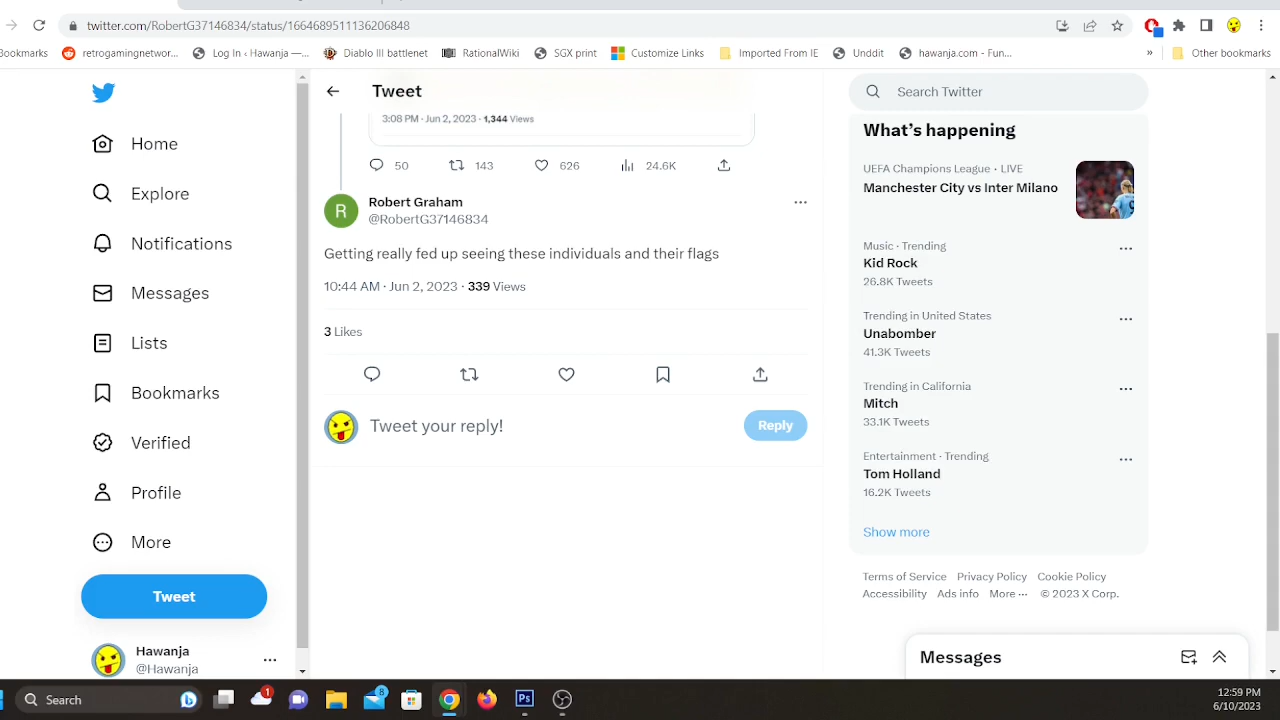 twitter.com/RobertG37146834/status/1664689511136206848
Bookmarks
retrogamingnetwor...
Log In ‹ Hawanja —...
Diablo III battlenet
RationalWiki
SGX print
Customize Links
Imported From IE
Unddit
hawanja.com - Fun...
»
Other bookmarks
Home
Explore
Notifications
Messages
Lists
Bookmarks
Verified
Profile
More
Tweet
Hawanja
@Hawanja
Tweet
3:08 PM · Jun 2, 2023 · 1,344 Views
50 143 626 24.6K
R
Robert Graham
@RobertG37146834
Getting really fed up seeing these individuals and their flags
10:44 AM · Jun 2, 2023 · 339 Views
3 Likes
Tweet your reply!
Reply
Search Twitter
What's happening
UEFA Champions League · LIVE
Manchester City vs Inter Milano
Music · Trending
Kid Rock
26.8K Tweets
Trending in United States
Unabomber
41.3K Tweets
Trending in California
Mitch
33.1K Tweets
Entertainment · Trending
Tom Holland
16.2K Tweets
Show more
Terms of Service Privacy Policy Cookie Policy
Accessibility Ads info More ··· © 2023 X Corp.
Messages
Search
1
8
Ps
12:59 PM
6/10/2023